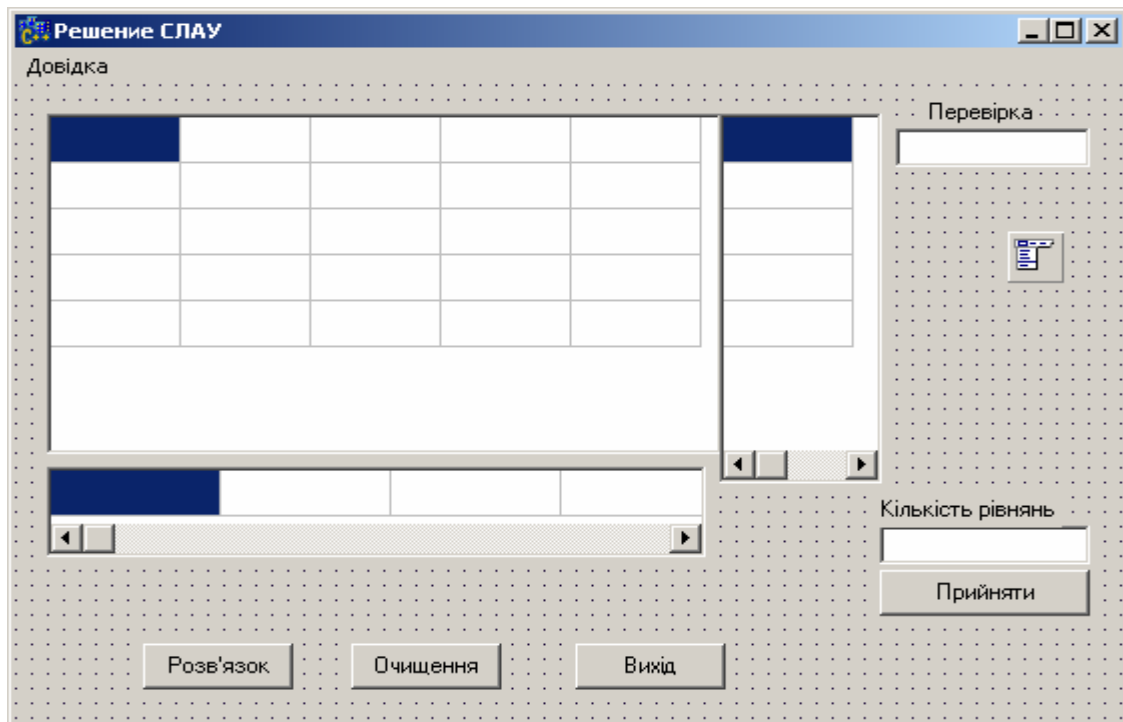 Решение СЛАУ
Довідка
Перевірка
Кількість рівнянь
Прийняти
Розв'язок
Очищення
Вихід